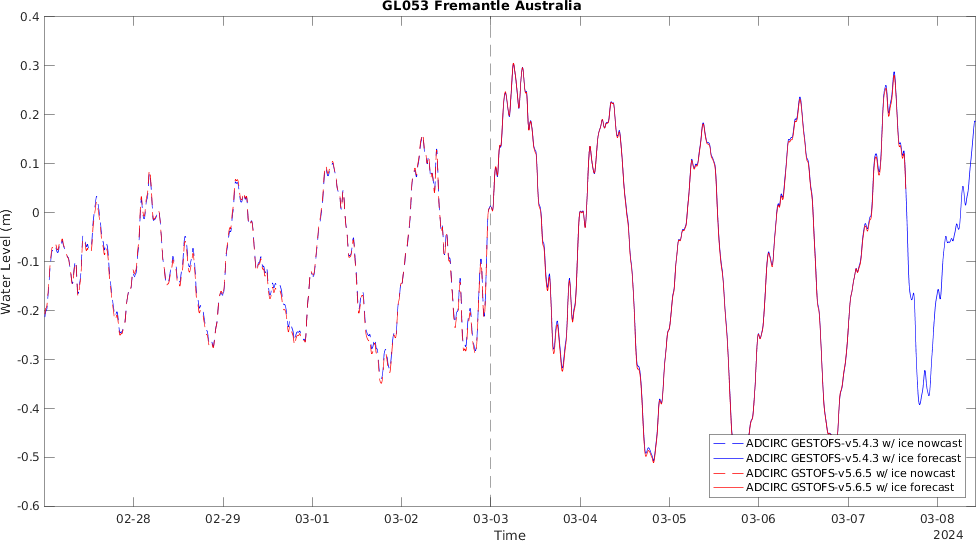 GL053 Fremantle Australia
0.4
0.3
0.2
0.1
0
-0.1
-0.2
-0.3
-0.4
-0.5
-0.6
Water Level (m)
ADCIRC GESTOFS-v5.4.3 w/ ice nowcast
ADCIRC GESTOFS-v5.4.3 w/ ice forecast
ADCIRC GSTOFS-v5.6.5 w/ ice nowcast
ADCIRC GSTOFS-v5.6.5 w/ ice forecast
02-28 02-29 03-01 03-02 03-03 03-04 03-05 03-06 03-07 03-08
Time 2024